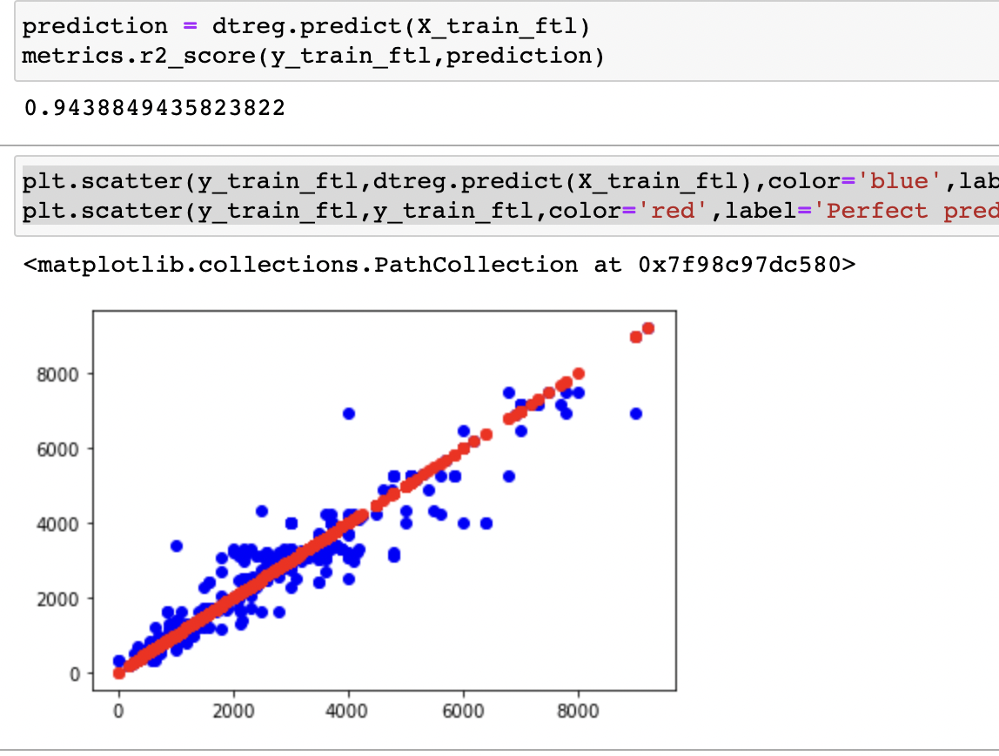 prediction = dtreg.predict(X_train_ftl)
metrics.r2_score(y_train_ftl,prediction)
0.9438849435823822
plt.scatter(y_train_ftl,dtreg.predict(X_train_ftl),color='blue',lab
plt.scatter(y_train_ftl,y_train_ftl,color='red',label='Perfect pred
<matplotlib.collections.PathCollection at 0x7f98c97dc580>
8000
6000
4000
2000
0
0 2000 4000 6000 8000